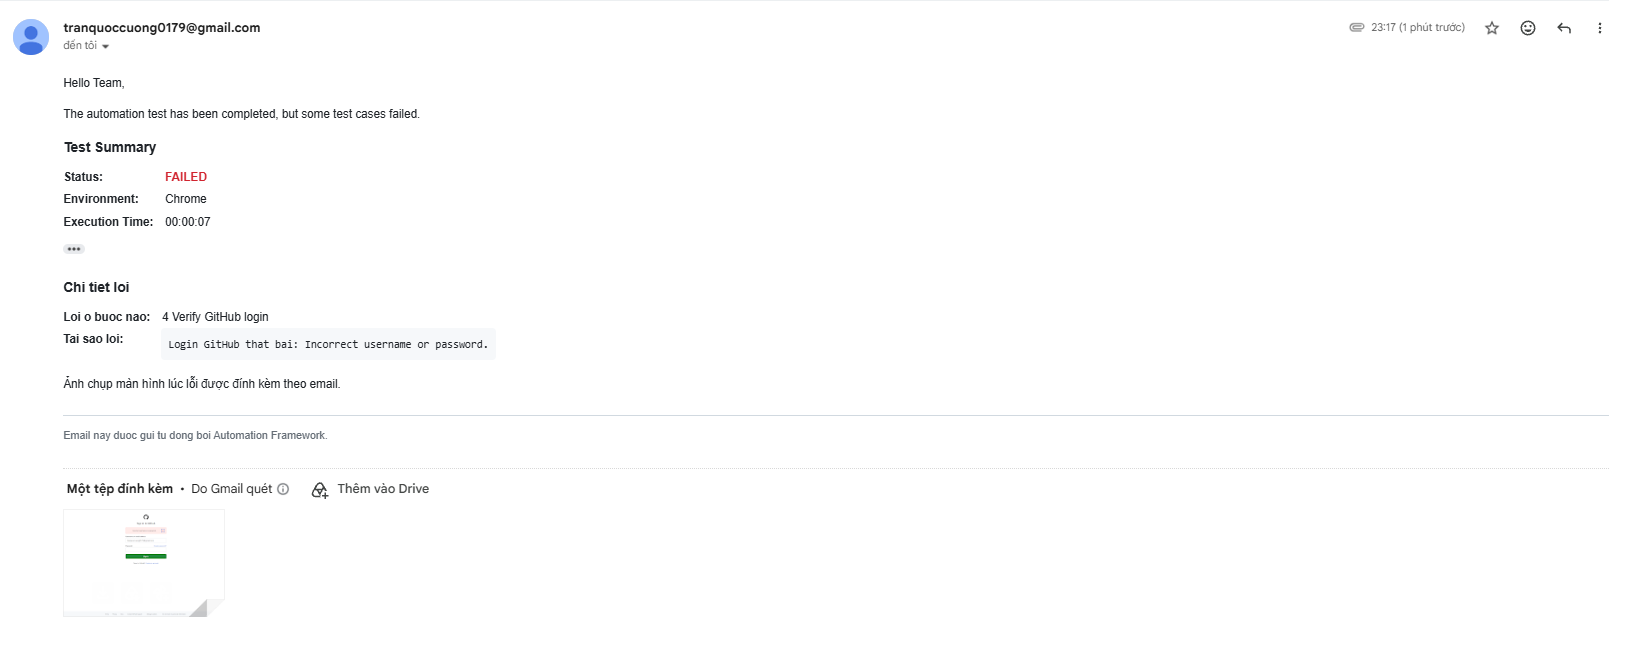 tranquoccuong0179@gmail.com
23:17 (1 phút trước)
đến tôi
Hello Team,
The automation test has been completed, but some test cases failed.
Test Summary
Status: FAILED
Environment: Chrome
Execution Time: 00:00:07
Chi tiet loi
Loi o buoc nao: 4 Verify GitHub login
Tai sao loi: Login GitHub that bai: Incorrect username or password.
Ảnh chụp màn hình lúc lỗi được đính kèm theo email.
Email nay duoc gui tu dong boi Automation Framework.
Một tệp đính kèm • Do Gmail quét Thêm vào Drive